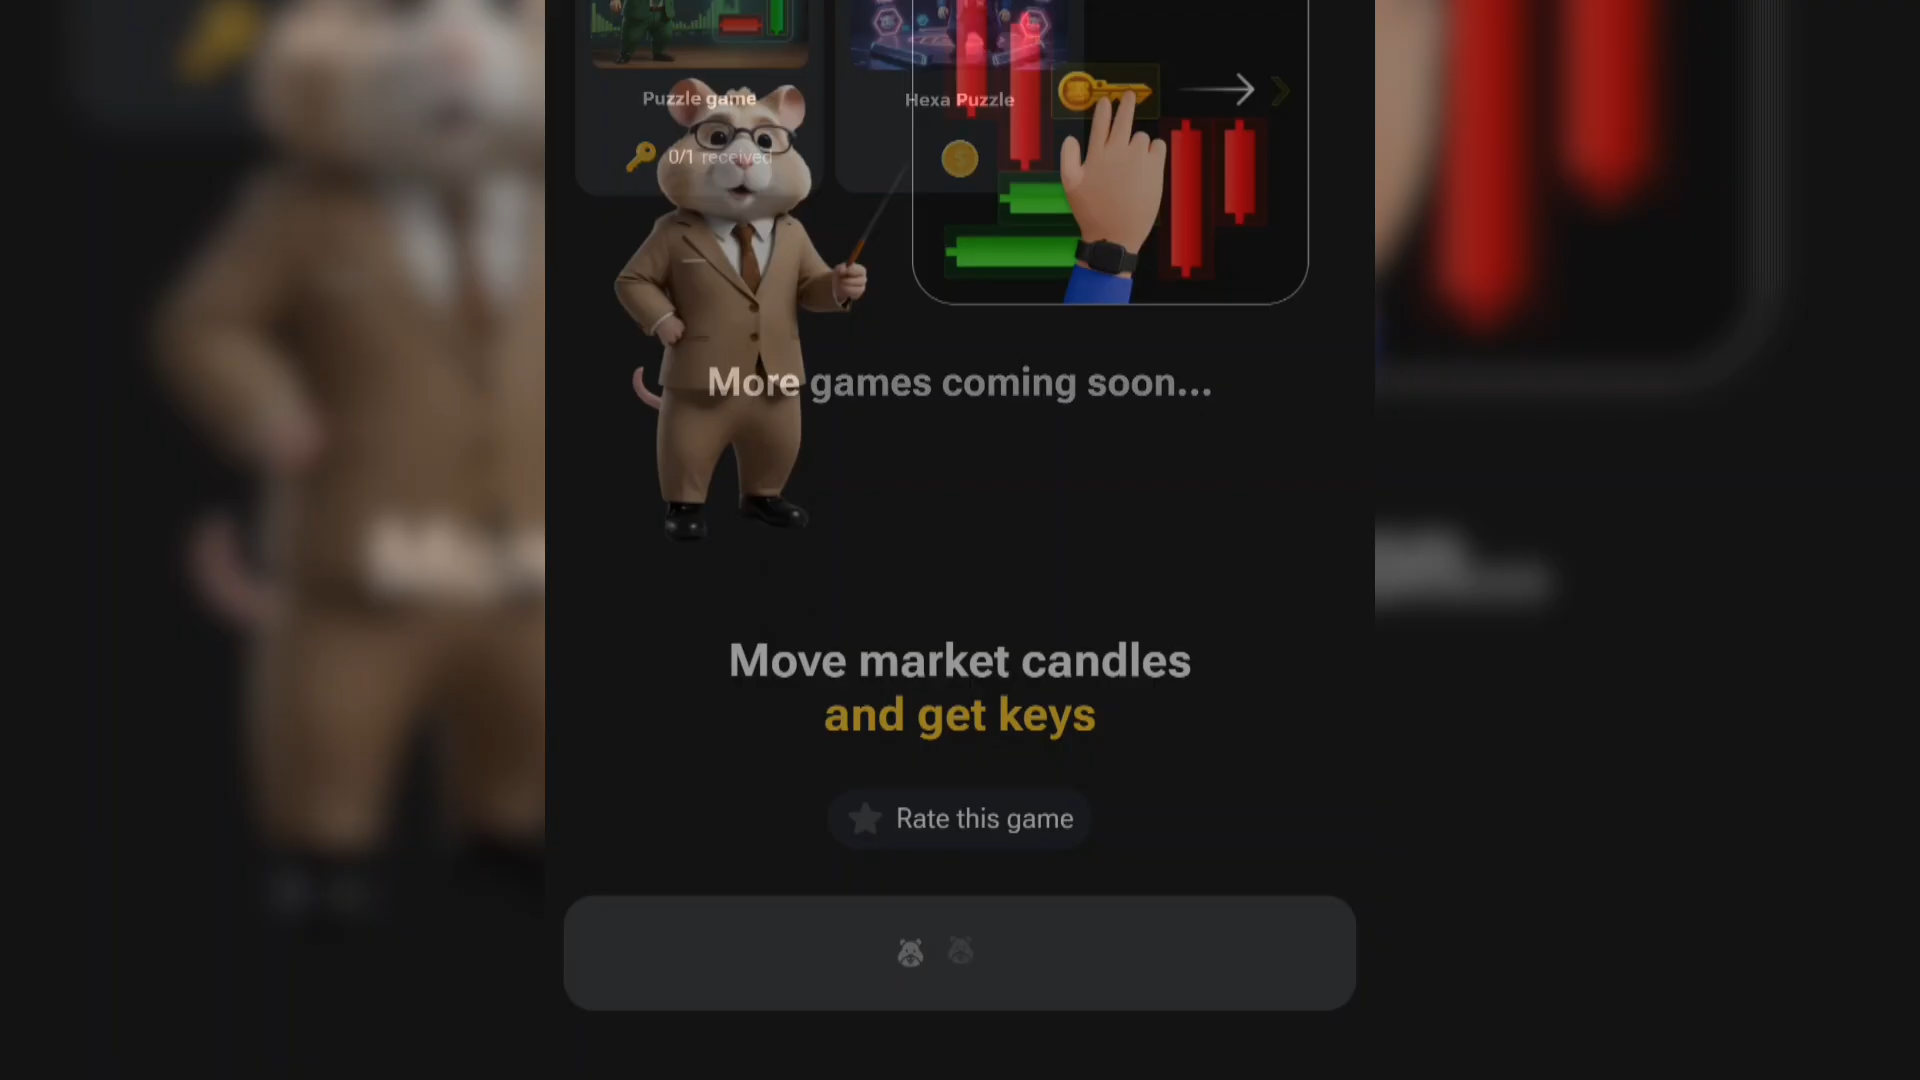 Puzzle game
Hexa Puzzle
0/1 received
More games coming soon...
Move market candles
and get keys
Rate this game